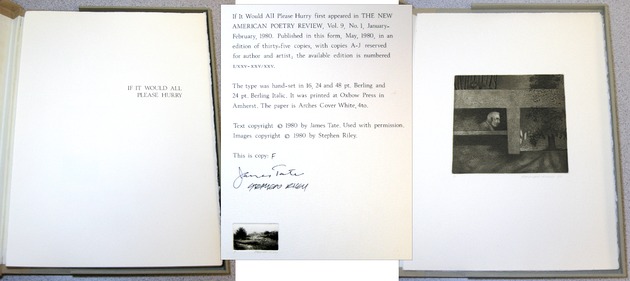 IF IT WOULD ALL
PLEASE HURRY
If It Would All Please Hurry first appeared in THE NEW
AMERICAN POETRY REVIEW, Vol. 9, No. 1, January-
February, 1980. Published in this form, May, 1980, in an
edition of thirty-five copies, with copies A-J reserved
for author and artist, the available edition is numbered
I/XXV-XXV/XXV.
The type was hand-set in 16, 24 and 48 pt. Berling and
24 pt. Berling Italic. It was printed at Oxbow Press in
Amherst. The paper is Arches Cover White, 4to.
Text copyright © 1980 by James Tate. Used with permission.
Images copyright © 1980 by Stephen Riley.
This is copy: F
James Tate
STEPHEN RILEY